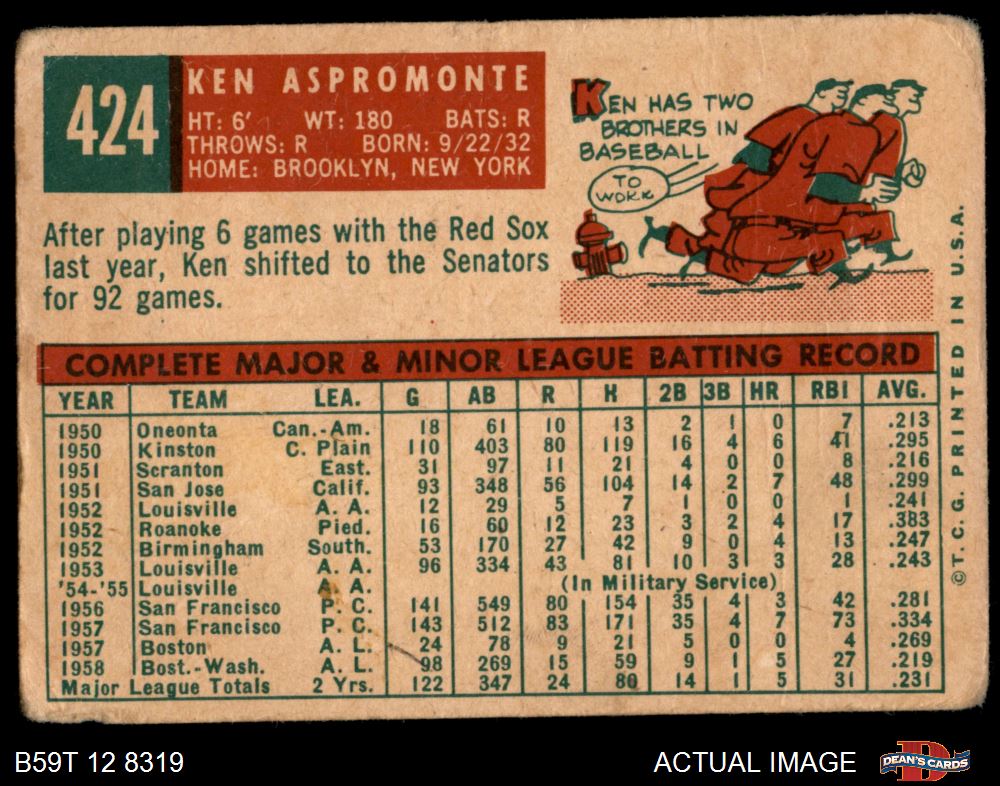 424
KEN ASPROMONTE
HT: 6' WT: 180 BATS: R
THROWS: R BORN: 9/22/32
HOME: BROOKLYN, NEW YORK
After playing 6 games with the Red Sox
last year, Ken shifted to the Senators
for 92 games.
KEN HAS TWO
BROTHERS IN
BASEBALL
TO
WORK
COMPLETE MAJOR & MINOR LEAGUE BATTING RECORD
YEAR TEAM LEA. G AB R H 2B 3B HR RBI AVG.
1950 Oneonta Can.-Am. 18 61 10 13 2 1 0 7 .213
1950 Kinston C. Plain 110 403 80 119 16 4 6 41 .295
1951 Scranton East. 31 97 11 21 4 0 0 8 .216
1951 San Jose Calif. 93 348 56 104 14 2 7 48 .299
1952 Louisville A. A. 12 29 5 7 1 0 0 1 .241
1952 Roanoke Pied. 16 60 12 23 3 2 4 17 .383
1952 Birmingham South. 53 170 27 42 9 0 4 13 .247
1953 Louisville A. A. 96 334 43 81 10 3 3 28 .243
'54-'55 Louisville A. A. (In Military Service)
1956 San Francisco P. C. 141 549 80 154 35 4 3 42 .281
1957 San Francisco P. C. 143 512 83 171 35 4 7 73 .334
1957 Boston A. L. 24 78 9 21 5 0 0 4 .269
1958 Bost.-Wash. A. L. 98 269 15 59 9 1 5 27 .219
Major League Totals 2 Yrs. 122 347 24 80 14 1 5 31 .231
©T. C. G. PRINTED IN U.S.A.
B59T 12 8319
ACTUAL IMAGE
D
DEAN'S CARDS